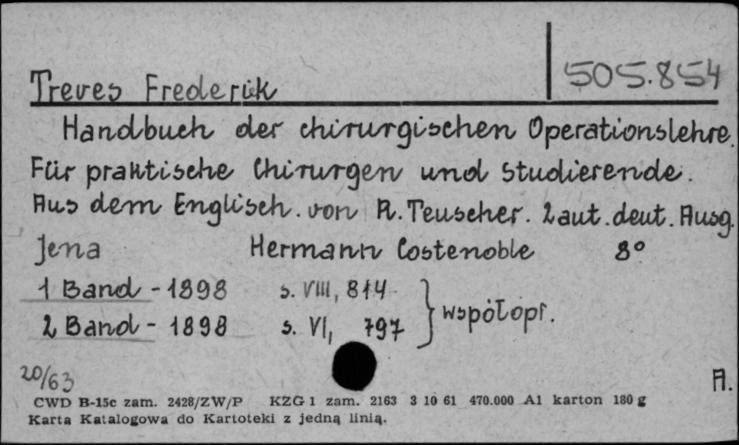 505.854
Treves Frederik
Handbuch der chirurgischen Operationslehre.
Für praktische Chirurgen und Studierende.
Aus dem Englisch. von R. Teuscher. 2 aut. deut. Ausg.
Jena Hermann Costenoble 8°
1 Band - 1898 s. VIII, 814
2 Band - 1898 s. VI, 797 } współopr.
20/63 A.
CWD B-15c zam. 2428/ZW/P KZG 1 zam. 2163 3 10 61 470.000 A1 karton 180 g
Karta Katalogowa do Kartoteki z jedną linią.